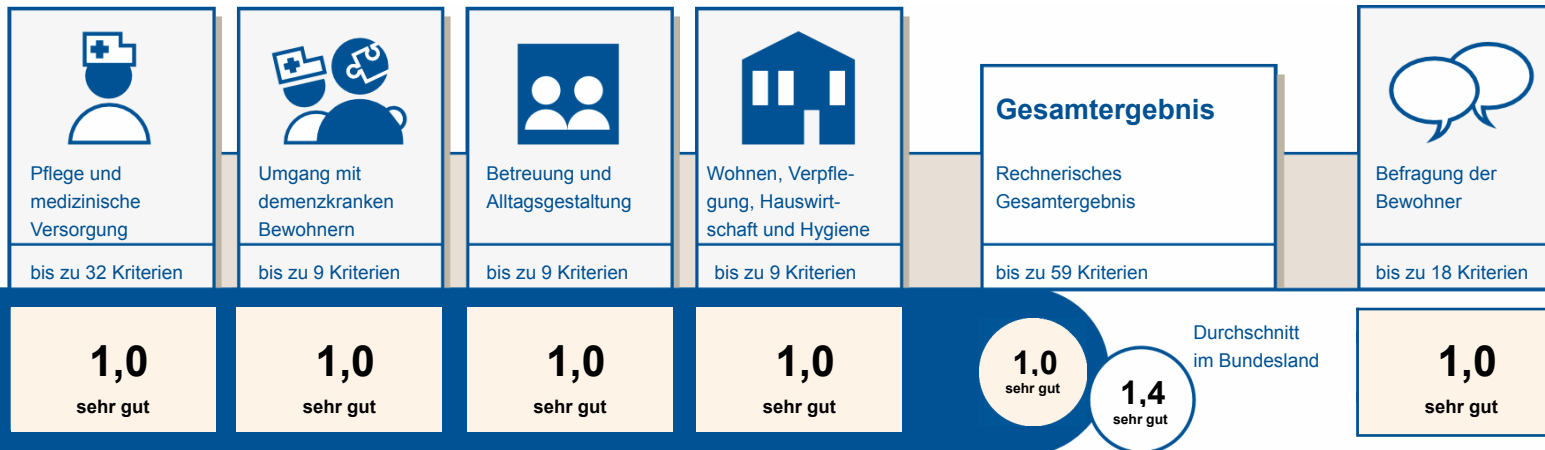 Pflege und
medizinische
Versorgung
bis zu 32 Kriterien
1,0
sehr gut
Umgang mit
demenzkranken
Bewohnern
bis zu 9 Kriterien
1,0
sehr gut
Betreuung und
Alltagsgestaltung
bis zu 9 Kriterien
1,0
sehr gut
Wohnen, Verpfle-
gung, Hauswirt-
schaft und Hygiene
bis zu 9 Kriterien
1,0
sehr gut
Gesamtergebnis
Rechnerisches
Gesamtergebnis
bis zu 59 Kriterien
1,0
sehr gut
1,4
sehr gut
Durchschnitt
im Bundesland
Befragung der
Bewohner
bis zu 18 Kriterien
1,0
sehr gut